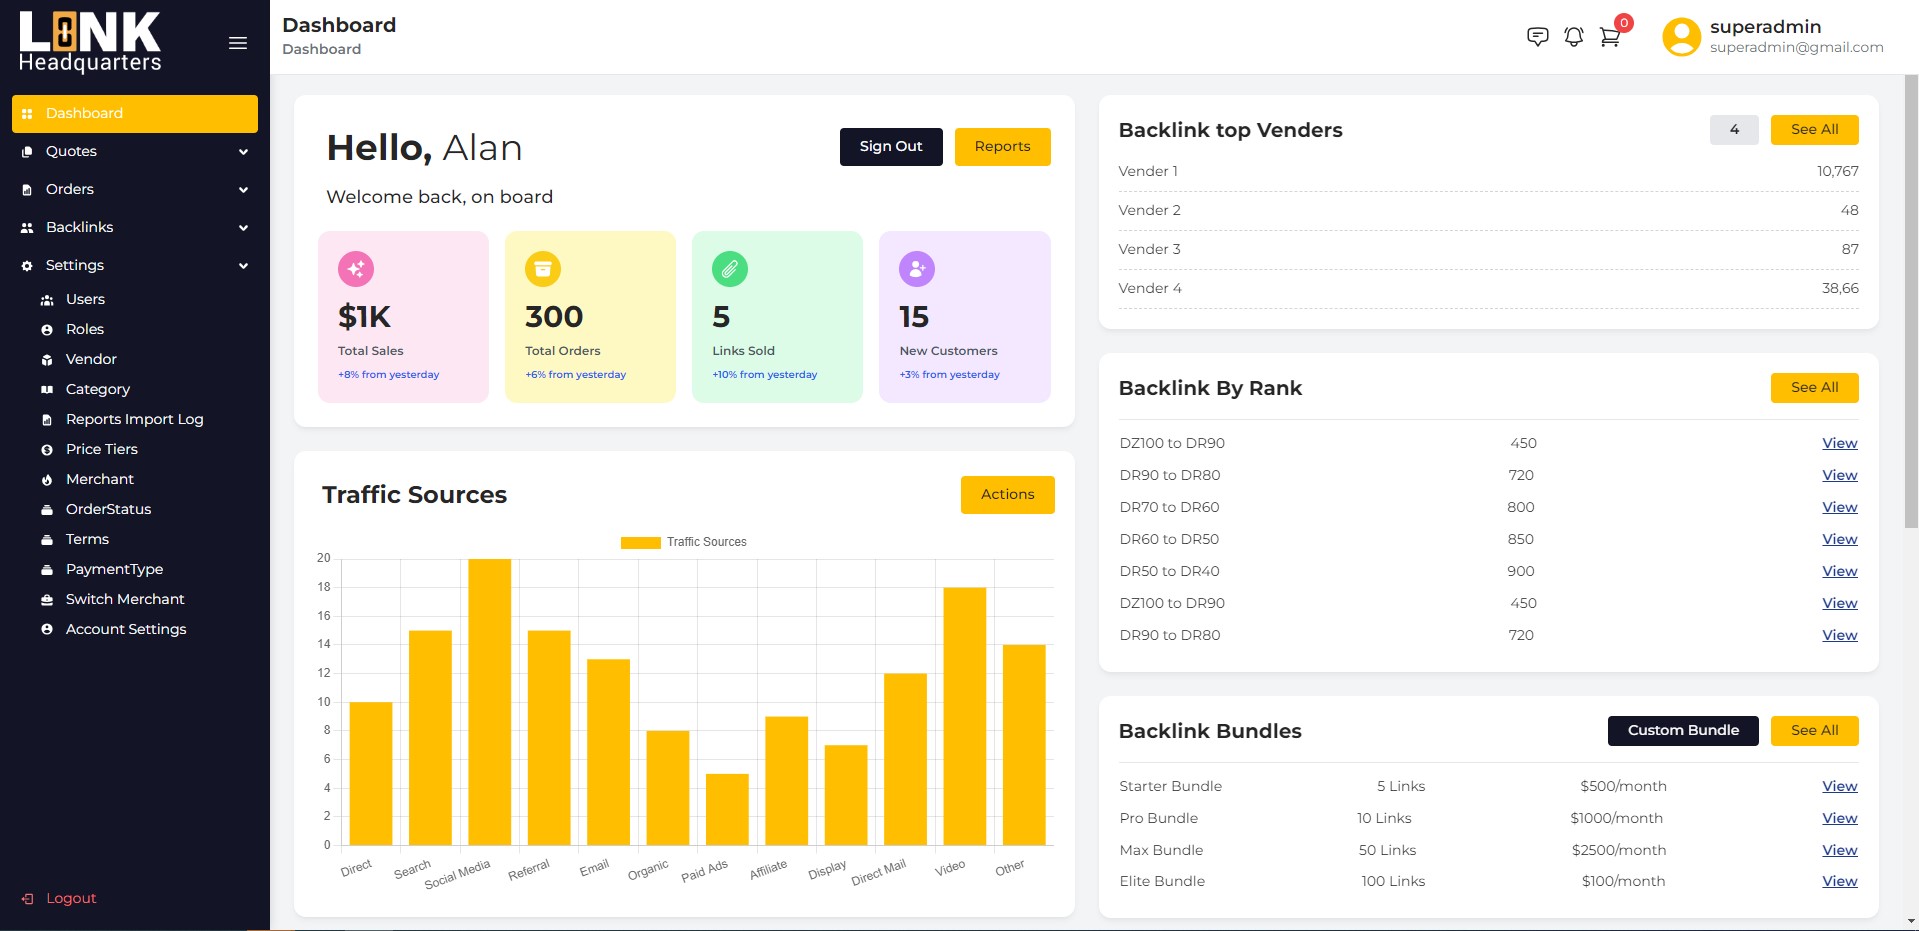 LINK
Headquarters
Dashboard
Quotes
Orders
Backlinks
Settings
Users
Roles
Vendor
Category
Reports Import Log
Price Tiers
Merchant
OrderStatus
Terms
PaymentType
Switch Merchant
Account Settings
Logout
Dashboard
Dashboard
0
superadmin
superadmin@gmail.com
Hello, Alan
Sign Out
Reports
Welcome back, on board
$1K
Total Sales
+8% from yesterday
300
Total Orders
+6% from yesterday
5
Links Sold
+10% from yesterday
15
New Customers
+3% from yesterday
Traffic Sources
Actions
Traffic Sources
20
18
16
14
12
10
8
6
4
2
0
Direct
Search
Social Media
Referral
Email
Organic
Paid Ads
Affiliate
Display
Direct Mail
Video
Other
Backlink top Venders
4
See All
Vender 1 10,767
Vender 2 48
Vender 3 87
Vender 4 38,66
Backlink By Rank
See All
DZ100 to DR90 450 View
DR90 to DR80 720 View
DR70 to DR60 800 View
DR60 to DR50 850 View
DR50 to DR40 900 View
DZ100 to DR90 450 View
DR90 to DR80 720 View
Backlink Bundles
Custom Bundle
See All
Starter Bundle 5 Links $500/month View
Pro Bundle 10 Links $1000/month View
Max Bundle 50 Links $2500/month View
Elite Bundle 100 Links $100/month View